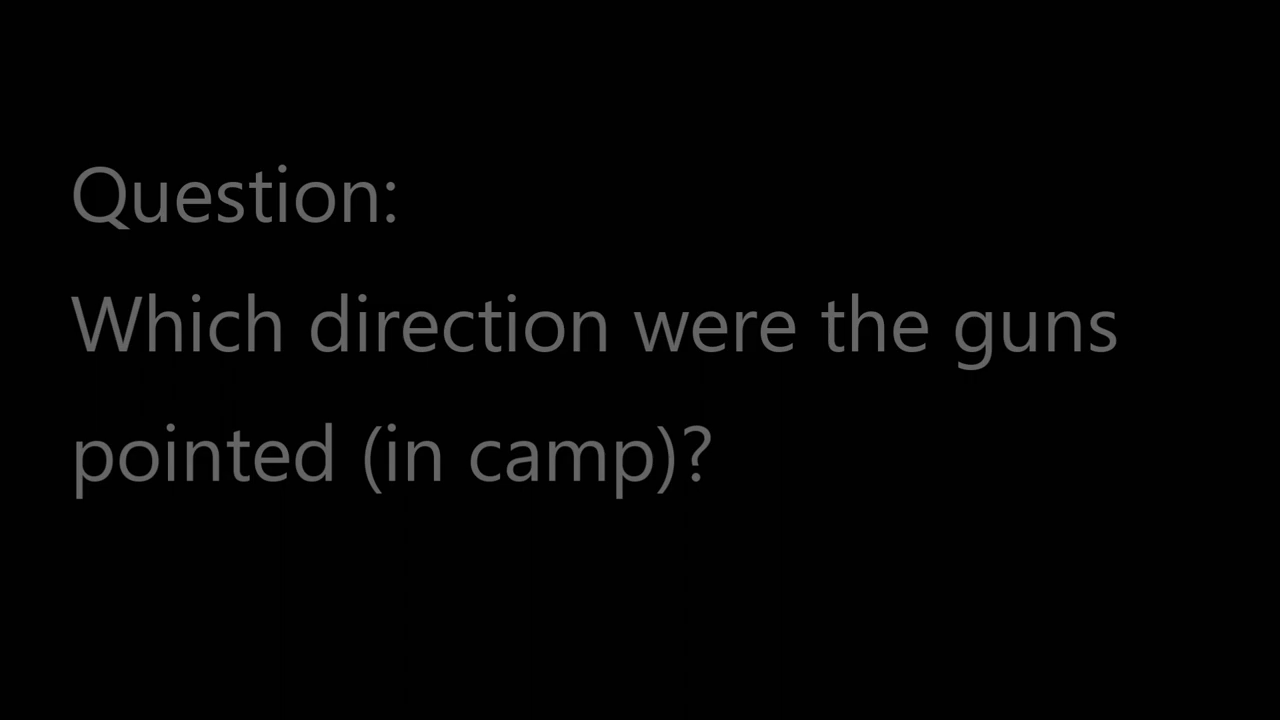 Question:
Which direction were the guns
pointed (in camp)?